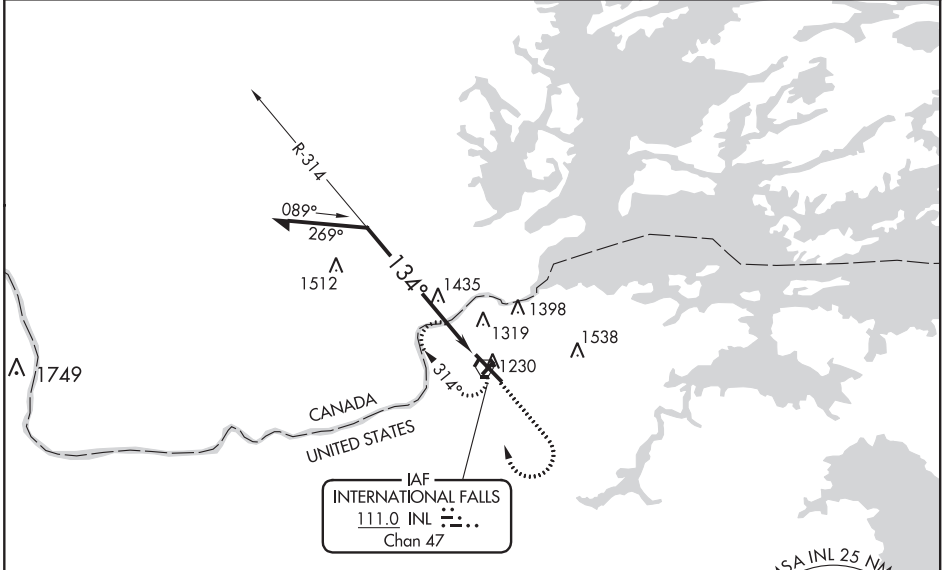 R-314
089°
269°
1512
134°
1435
1398
1319
1538
1230
1749
314°
CANADA
UNITED STATES
IAF
INTERNATIONAL FALLS
111.0 INL
Chan 47
MSA INL 25 NM